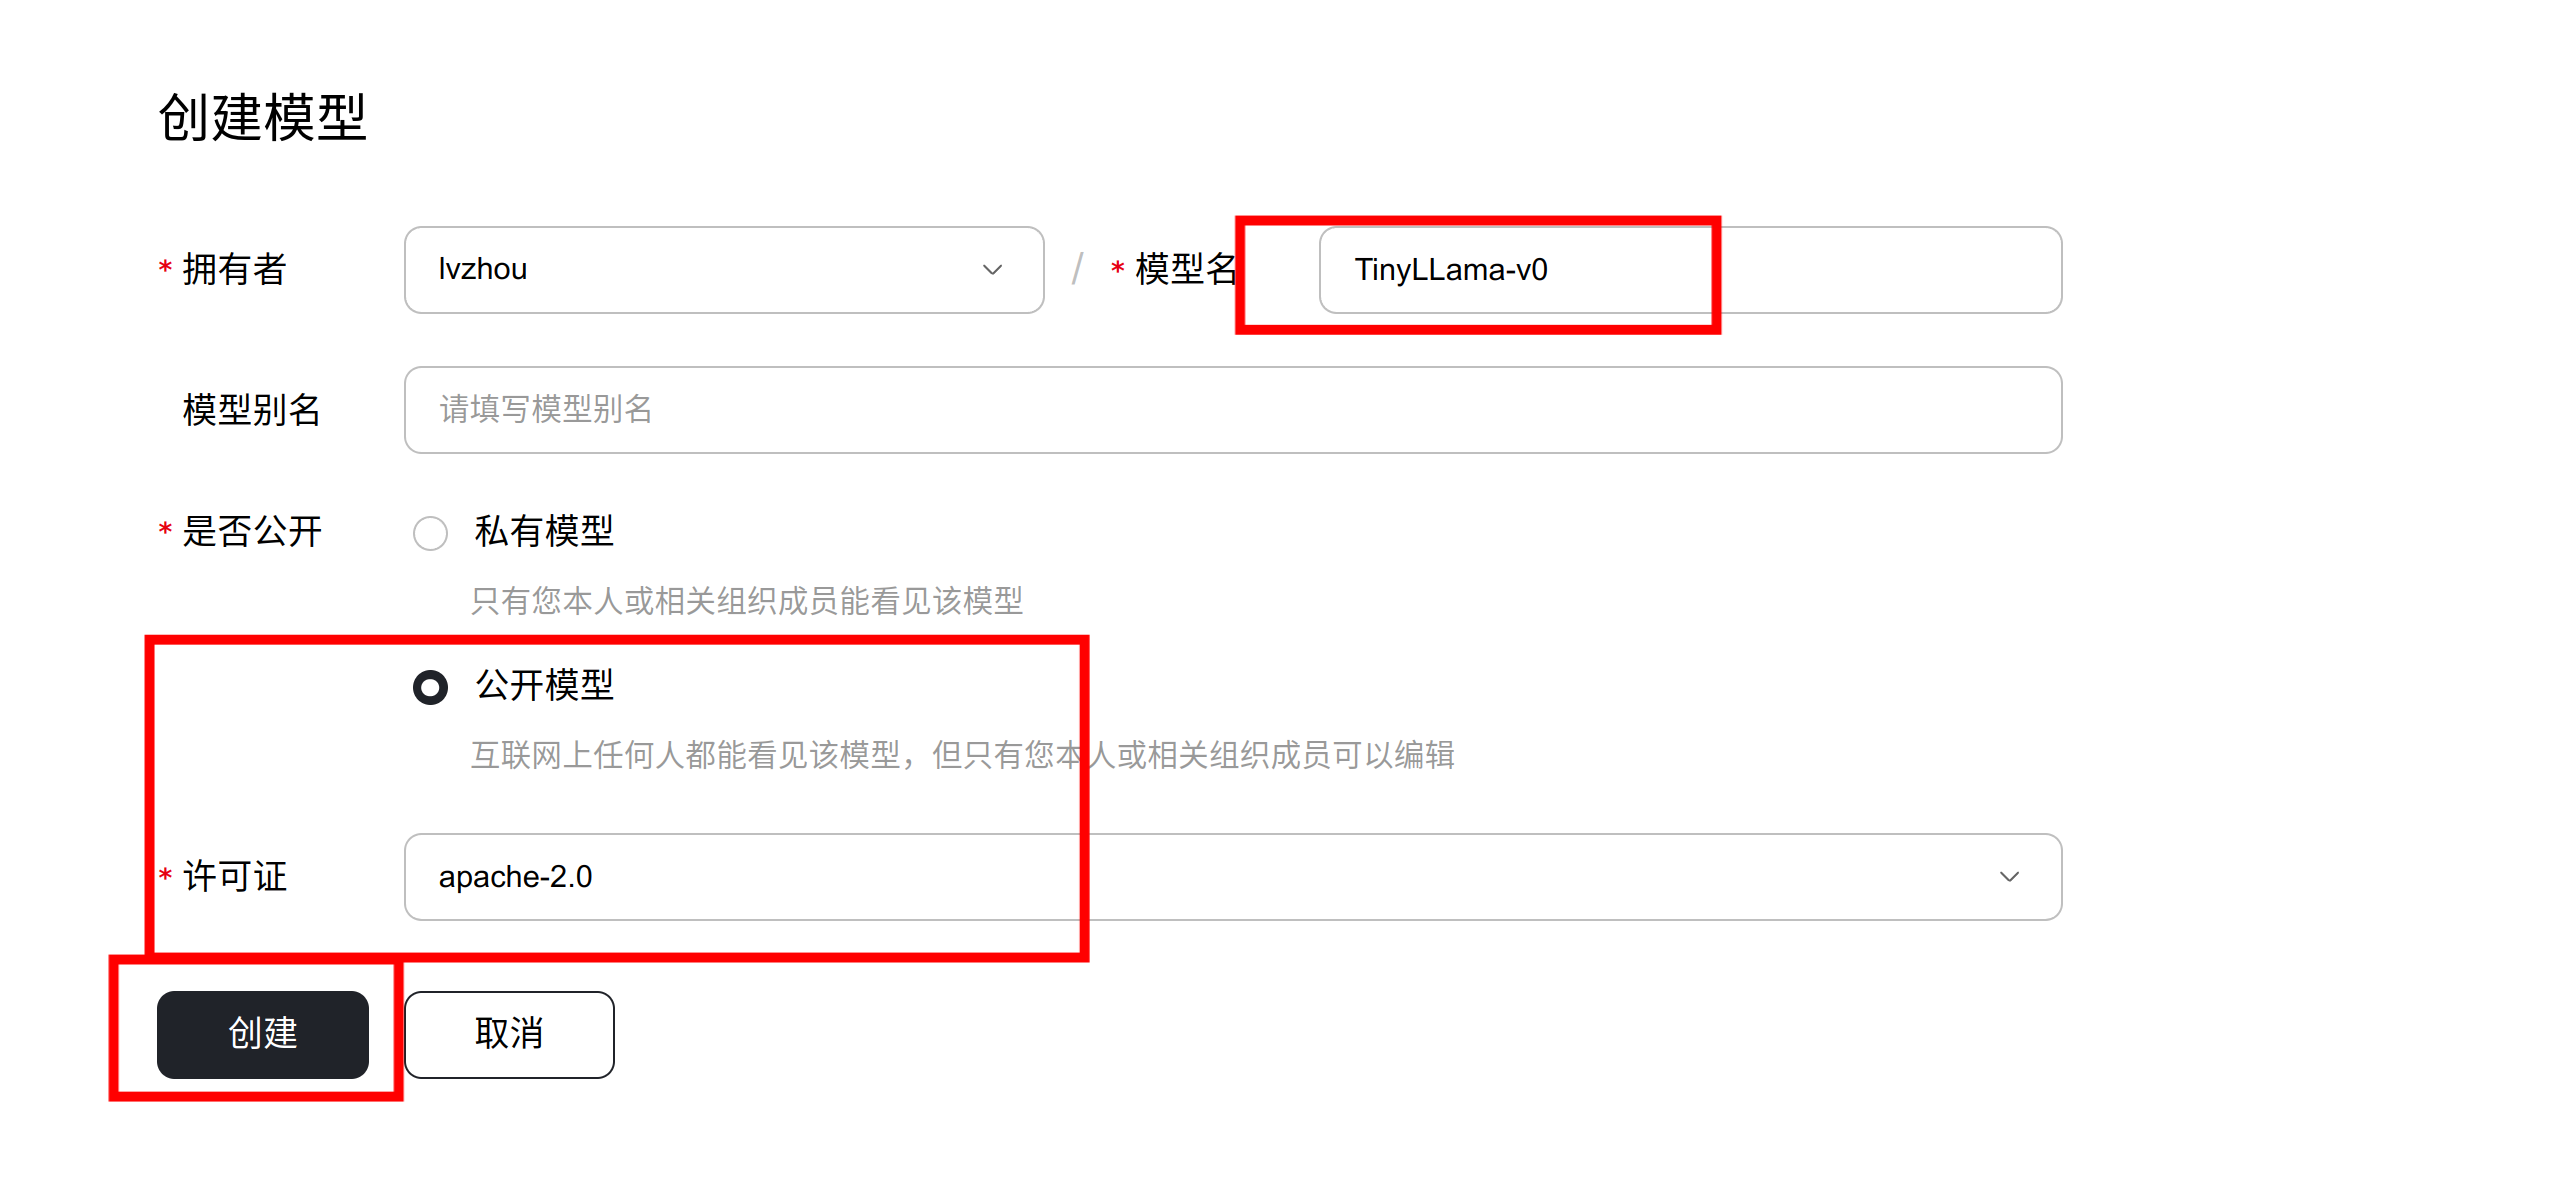 创建模型
* 拥有者 lvzhou / * 模型名 TinyLLama-v0
模型别名 请填写模型别名
* 是否公开 私有模型
只有您本人或相关组织成员能看见该模型
公开模型
互联网上任何人都能看见该模型，但只有您本人或相关组织成员可以编辑
* 许可证 apache-2.0
创建 取消